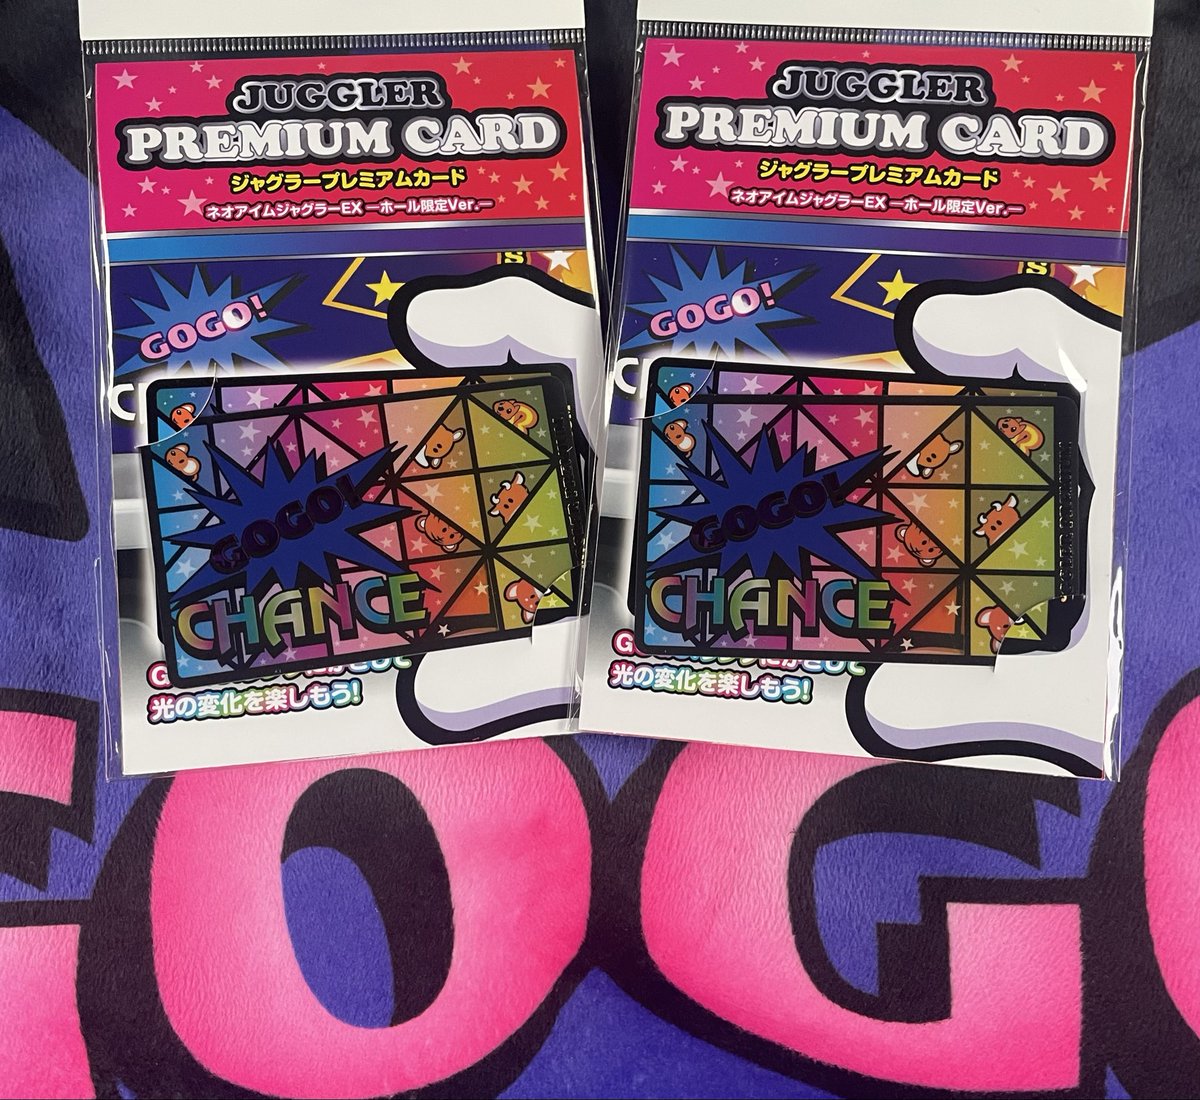 JUGGLER
PREMIUM CARD
ジャグラープレミアムカード
ネオアイムジャグラーEX ―ホール限定Ver.―
GOGO!
GOGO!
CHANCE
光の変化を楽しもう!
JUGGLER
PREMIUM CARD
ジャグラープレミアムカード
ネオアイムジャグラーEX ―ホール限定Ver.―
GOGO!
GOGO!
CHANCE
光の変化を楽しもう!
OG